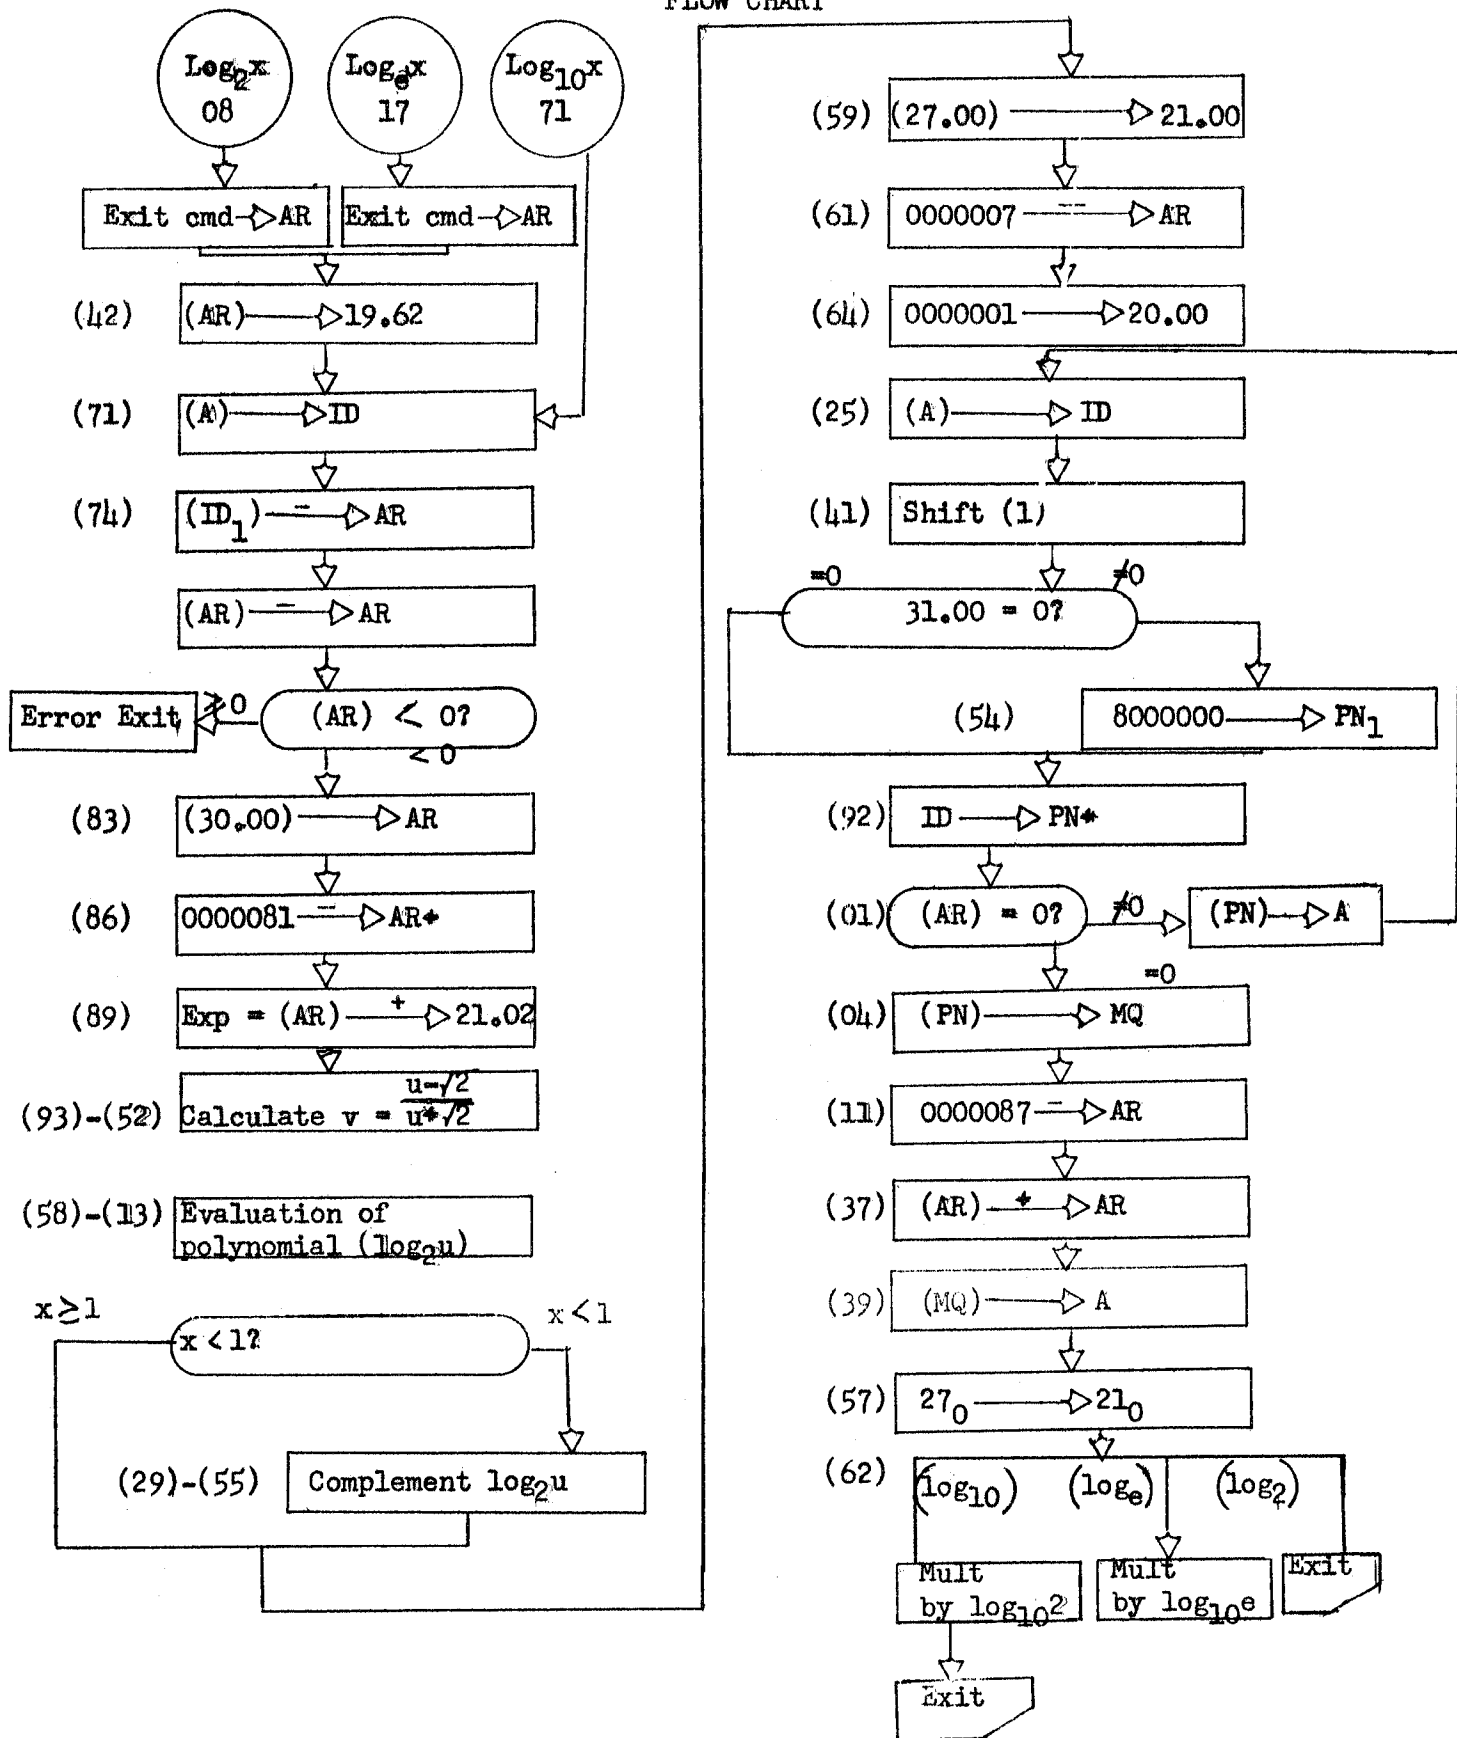 FLOW CHART
Log₂x
08
Logₑx
17
Log₁₀x
71
Exit cmd→AR
Exit cmd→AR
(42) (AR)→19.62
(71) (A)→ID
(74) (ID₁) -→ AR
(AR) -→ AR
(AR) < 0?
≥0
Error Exit
< 0
(83) (30.00)→AR
(86) 0000081 -→ AR+
(89) Exp = (AR) +→ 21.02
(93)-(52) Calculate v = u-√2 / u+√2
(58)-(13) Evaluation of
polynomial (log₂u)
x≥1
x < 1?
x < 1
(29)-(55) Complement log₂u
(59) (27.00)→21.00
(61) 0000007 --→ AR
(64) 0000001→20.00
(25) (A)→ID
(41) Shift (1)
=0
31.00 = 0?
≠0
(54) 8000000→PN₁
(92) ID→PN+
(01) (AR) = 0?
≠0
(PN)→A
=0
(04) (PN)→MQ
(11) 0000087 -→ AR
(37) (AR) +→ AR
(39) (MQ)→A
(57) 27₀→21₀
(62) (log₁₀) (logₑ) (log₂)
Mult
by log₁₀2
Mult
by log₁₀e
Exit
Exit